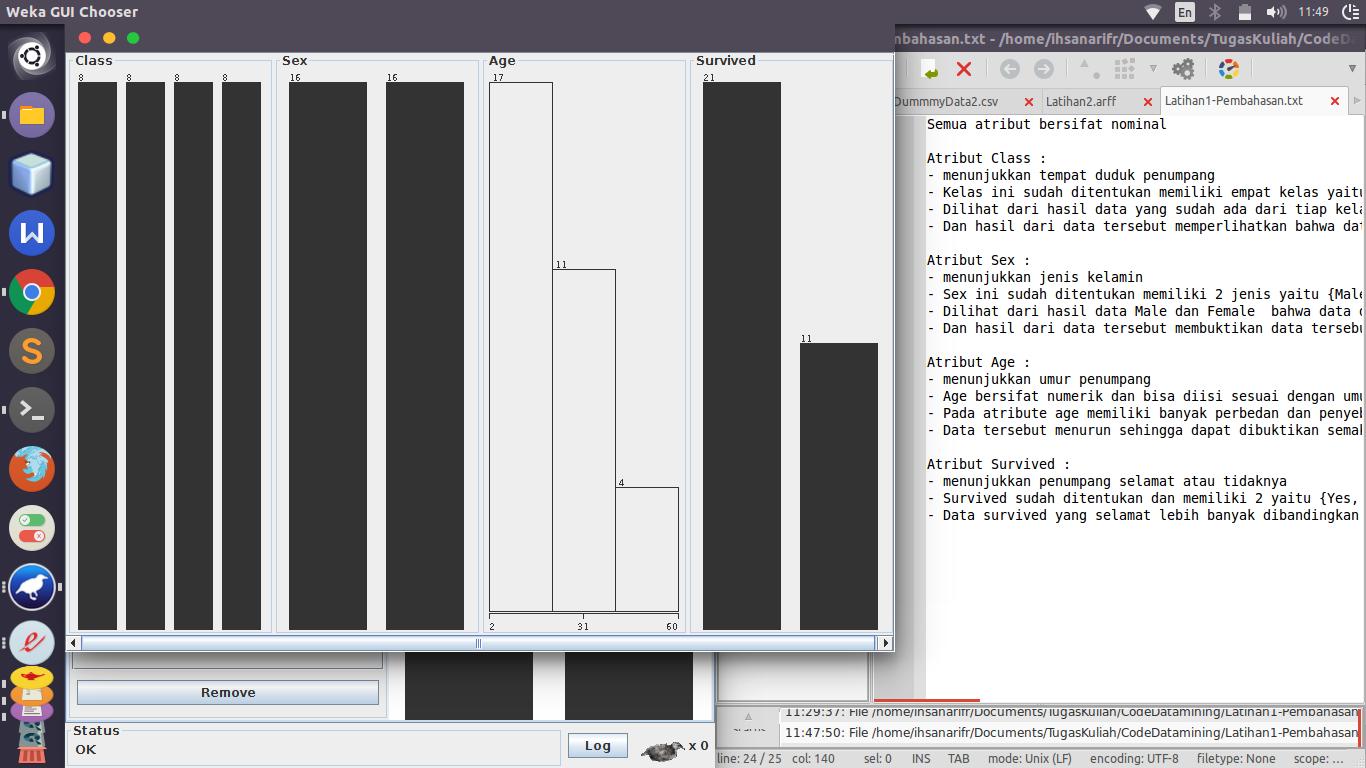 Weka GUI Chooser
En
11:49
Class
8 8 8 8
Sex
16 16
Age
17
11
4
2 31 60
Survived
21
11
Remove
Status
OK
Log
x 0
nbahasan.txt - /home/ihsanarifr/Documents/TugasKuliah/CodeD
DummmyData2.csv
Latihan2.arff
Latihan1-Pembahasan.txt
Semua atribut bersifat nominal
Atribut Class :
- menunjukkan tempat duduk penumpang
- Kelas ini sudah ditentukan memiliki empat kelas yaitu
- Dilihat dari hasil data yang sudah ada dari tiap kela
- Dan hasil dari data tersebut memperlihatkan bahwa dat
Atribut Sex :
- menunjukkan jenis kelamin
- Sex ini sudah ditentukan memiliki 2 jenis yaitu {Male
- Dilihat dari hasil data Male dan Female bahwa data d
- Dan hasil dari data tersebut membuktikan data tersebu
Atribut Age :
- menunjukkan umur penumpang
- Age bersifat numerik dan bisa diisi sesuai dengan umu
- Pada atribute age memiliki banyak perbedan dan penyeb
- Data tersebut menurun sehingga dapat dibuktikan semak
Atribut Survived :
- menunjukkan penumpang selamat atau tidaknya
- Survived sudah ditentukan dan memiliki 2 yaitu {Yes,
- Data survived yang selamat lebih banyak dibandingkan
11:29:37: File /home/ihsanarifr/Documents/TugasKuliah/CodeDatamining/Latihan1-Pembahasan
11:47:50: File /home/ihsanarifr/Documents/TugasKuliah/CodeDatamining/Latihan1-Pembahasan
line: 24 / 25 col: 140 sel: 0 INS TAB mode: Unix (LF) encoding: UTF-8 filetype: None scope: ...